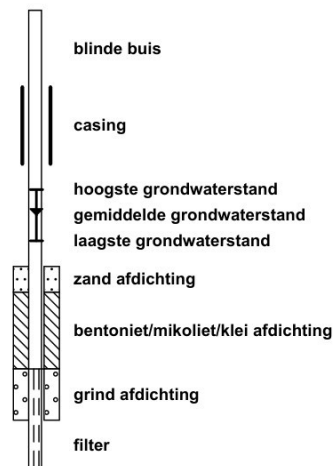 blinde buis
casing
hoogste grondwaterstand
gemiddelde grondwaterstand
laagste grondwaterstand
zand afdichting
bentoniet/mikoliet/klei afdichting
grind afdichting
filter